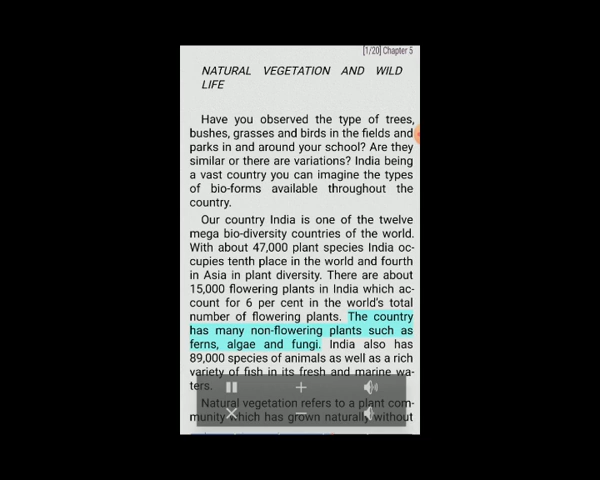 [1/20] Chapter 5
NATURAL VEGETATION AND WILD
LIFE
Have you observed the type of trees,
bushes, grasses and birds in the fields and
parks in and around your school? Are they
similar or there are variations? India being
a vast country you can imagine the types
of bio-forms available throughout the
country.
Our country India is one of the twelve
mega bio-diversity countries of the world.
With about 47,000 plant species India oc-
cupies tenth place in the world and fourth
in Asia in plant diversity. There are about
15,000 flowering plants in India which ac-
count for 6 per cent in the world's total
number of flowering plants. The country
has many non-flowering plants such as
ferns, algae and fungi. India also has
89,000 species of animals as well as a rich
variety of fish in its fresh and marine wa-
ters.
Natural vegetation refers to a plant com-
munity which has grown naturally without